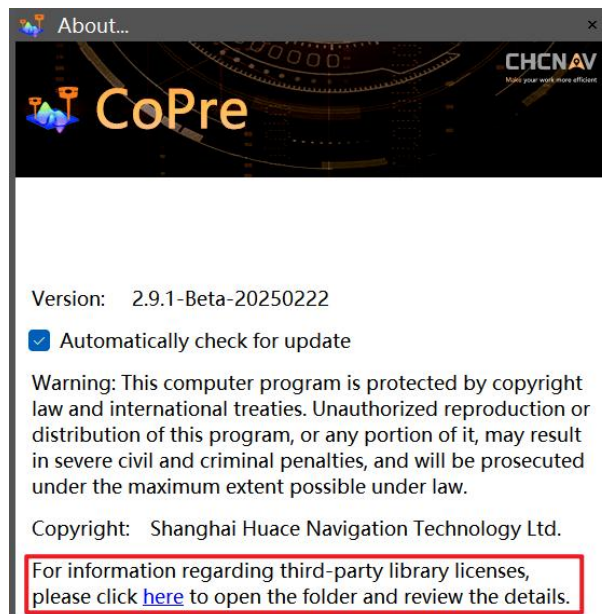 About...
CHCNAV
Make your work more efficient
CoPre
Version: 2.9.1-Beta-20250222
Automatically check for update
Warning: This computer program is protected by copyright
law and international treaties. Unauthorized reproduction or
distribution of this program, or any portion of it, may result
in severe civil and criminal penalties, and will be prosecuted
under the maximum extent possible under law.
Copyright: Shanghai Huace Navigation Technology Ltd.
For information regarding third-party library licenses,
please click here to open the folder and review the details.